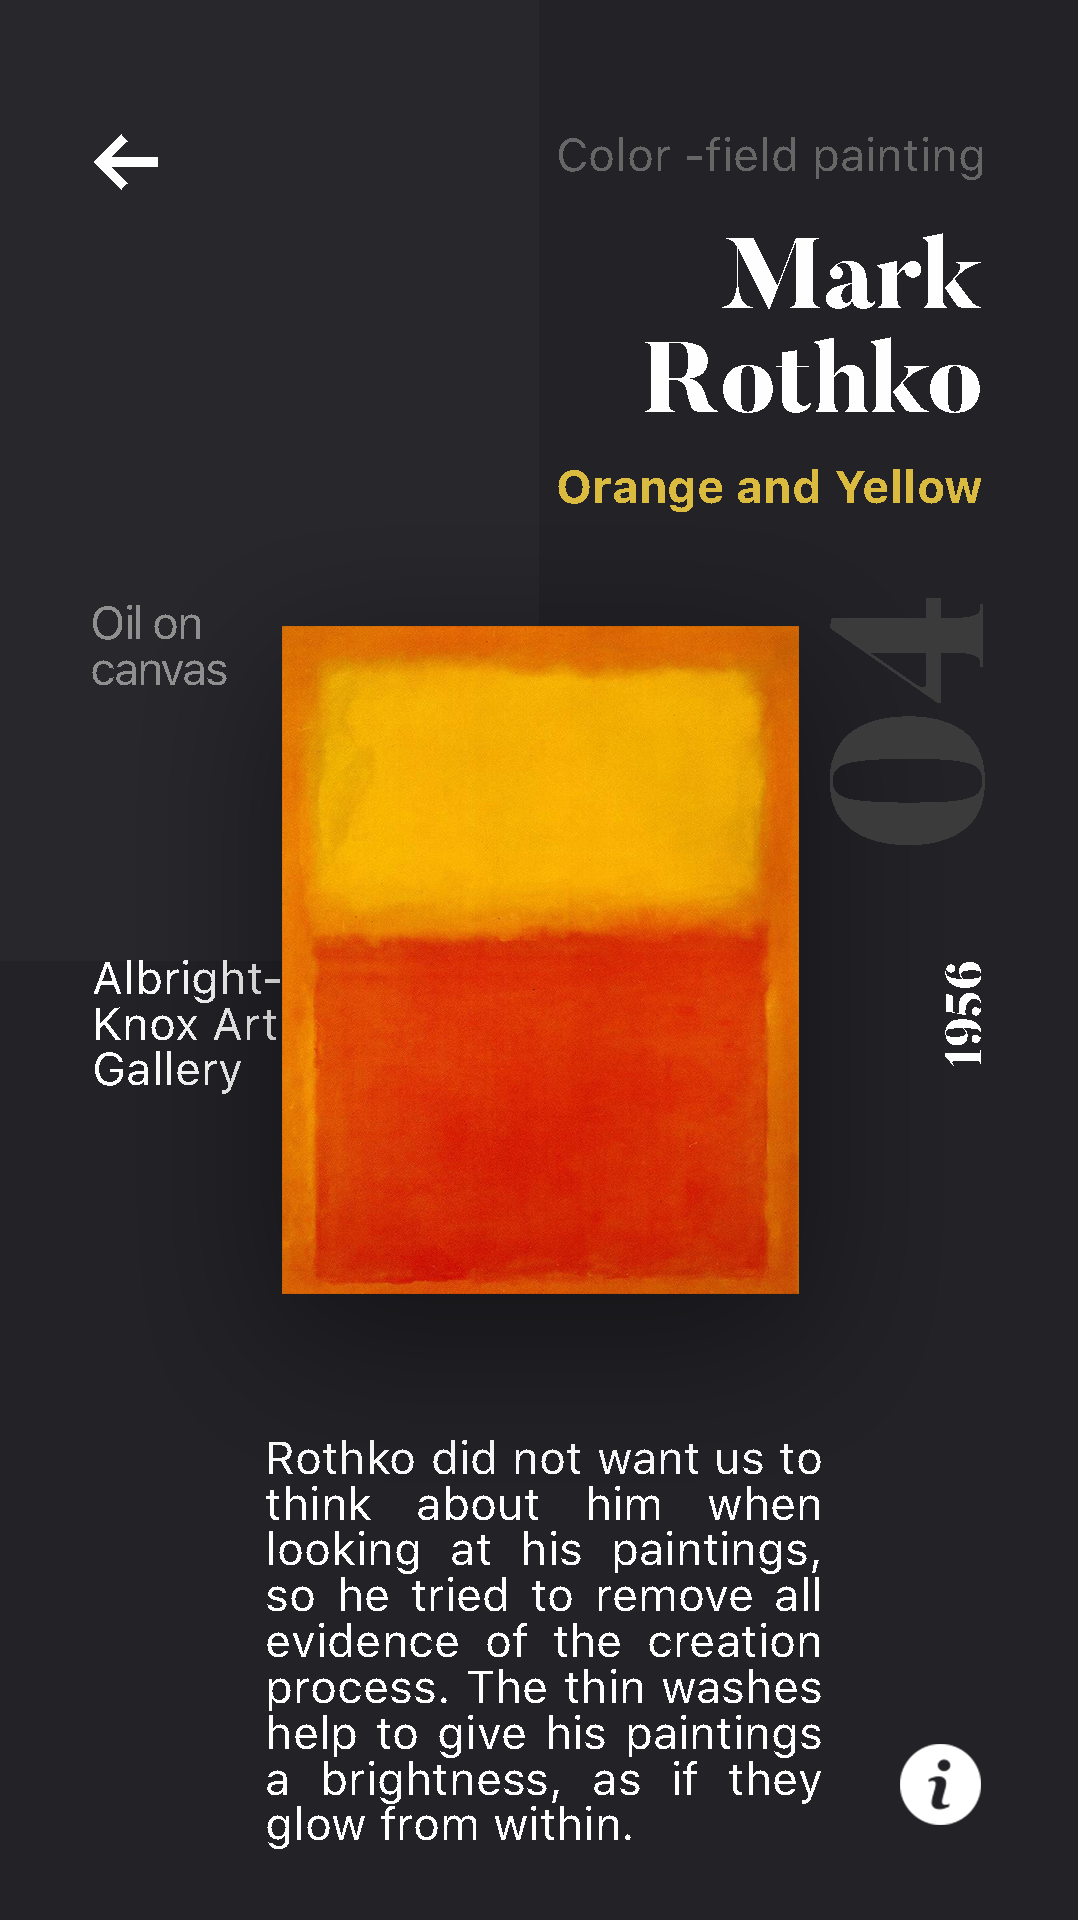 Color -field painting
Mark
Rothko
Orange and Yellow
Oil on
canvas
04
Albright-
Knox Art
Gallery
1956
Rothko did not want us to
think about him when
looking at his paintings,
so he tried to remove all
evidence of the creation
process. The thin washes
help to give his paintings
a brightness, as if they
glow from within.
i